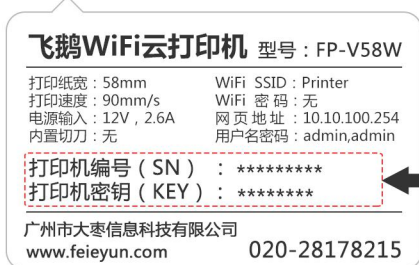 飞鹅WiFi云打印机 型号：FP-V58W
打印纸宽：58mm WiFi SSID：Printer
打印速度：90mm/s WiFi 密码：无
电源输入：12V，2.6A 网页地址：10.10.100.254
内置切刀：无 用户名密码：admin,admin
打印机编号（SN）：*********
打印机密钥（KEY）：********
广州市大枣信息科技有限公司
www.feieyun.com 020-28178215